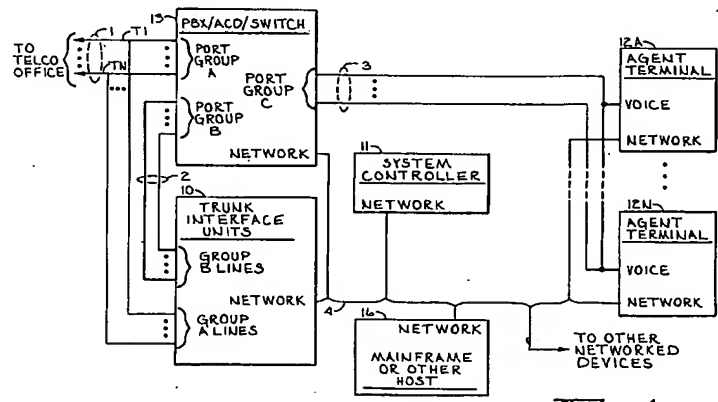 13
PBX/ACD/SWITCH
1
T1
TO
TELCO
OFFICE
TN
PORT
GROUP
A
PORT
GROUP
B
PORT
GROUP
C
NETWORK
2
3
12A
AGENT
TERMINAL
VOICE
NETWORK
11
SYSTEM
CONTROLLER
NETWORK
10
TRUNK
INTERFACE
UNITS
GROUP
B LINES
NETWORK
4
GROUP
A LINES
12N
AGENT
TERMINAL
VOICE
NETWORK
16
NETWORK
MAINFRAME
OR OTHER
HOST
TO OTHER
NETWORKED
DEVICES